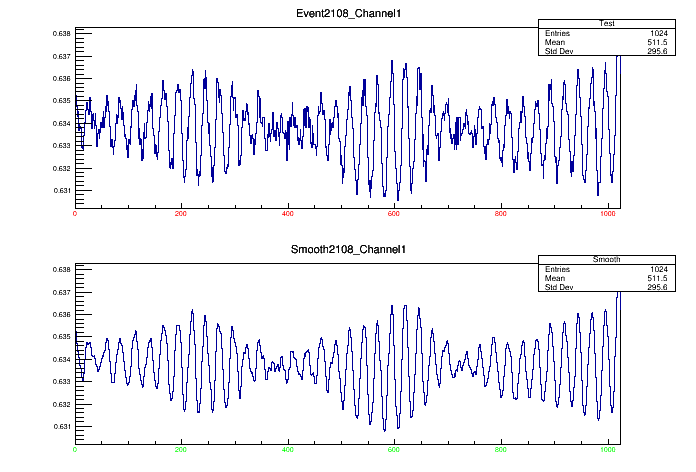 Event2108_Channel1
Test
Entries 1024
Mean 511.5
Std Dev 295.6
0.638
0.637
0.636
0.635
0.634
0.633
0.632
0.631
0 200 400 600 800 1000
Smooth2108_Channel1
Smooth
Entries 1024
Mean 511.5
Std Dev 295.6
0.638
0.637
0.636
0.635
0.634
0.633
0.632
0.631
0 200 400 600 800 1000